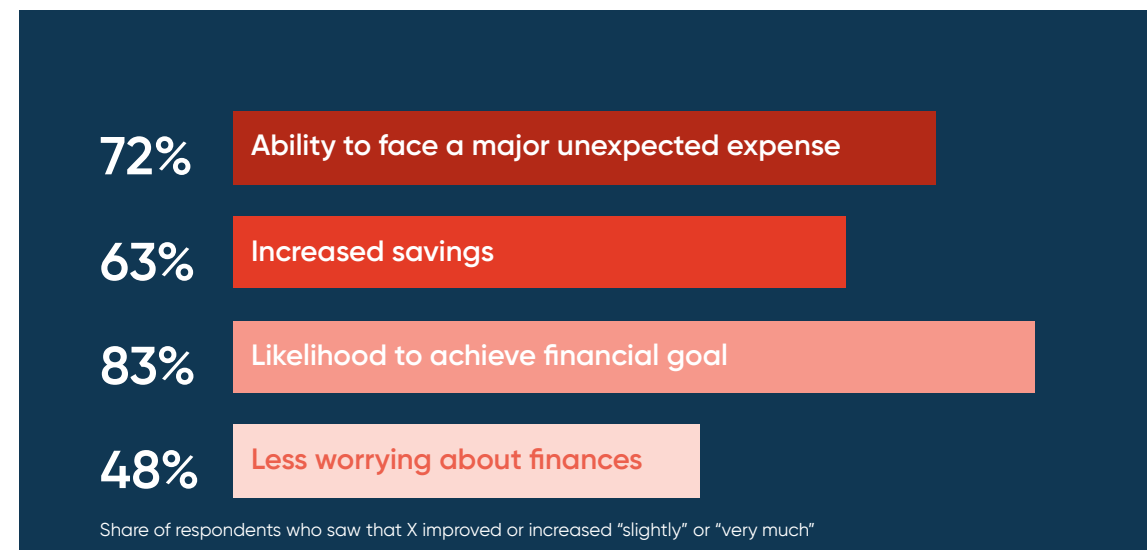 72% Ability to face a major unexpected expense
63% Increased savings
83% Likelihood to achieve financial goal
48% Less worrying about finances
Share of respondents who saw that X improved or increased “slightly” or “very much”